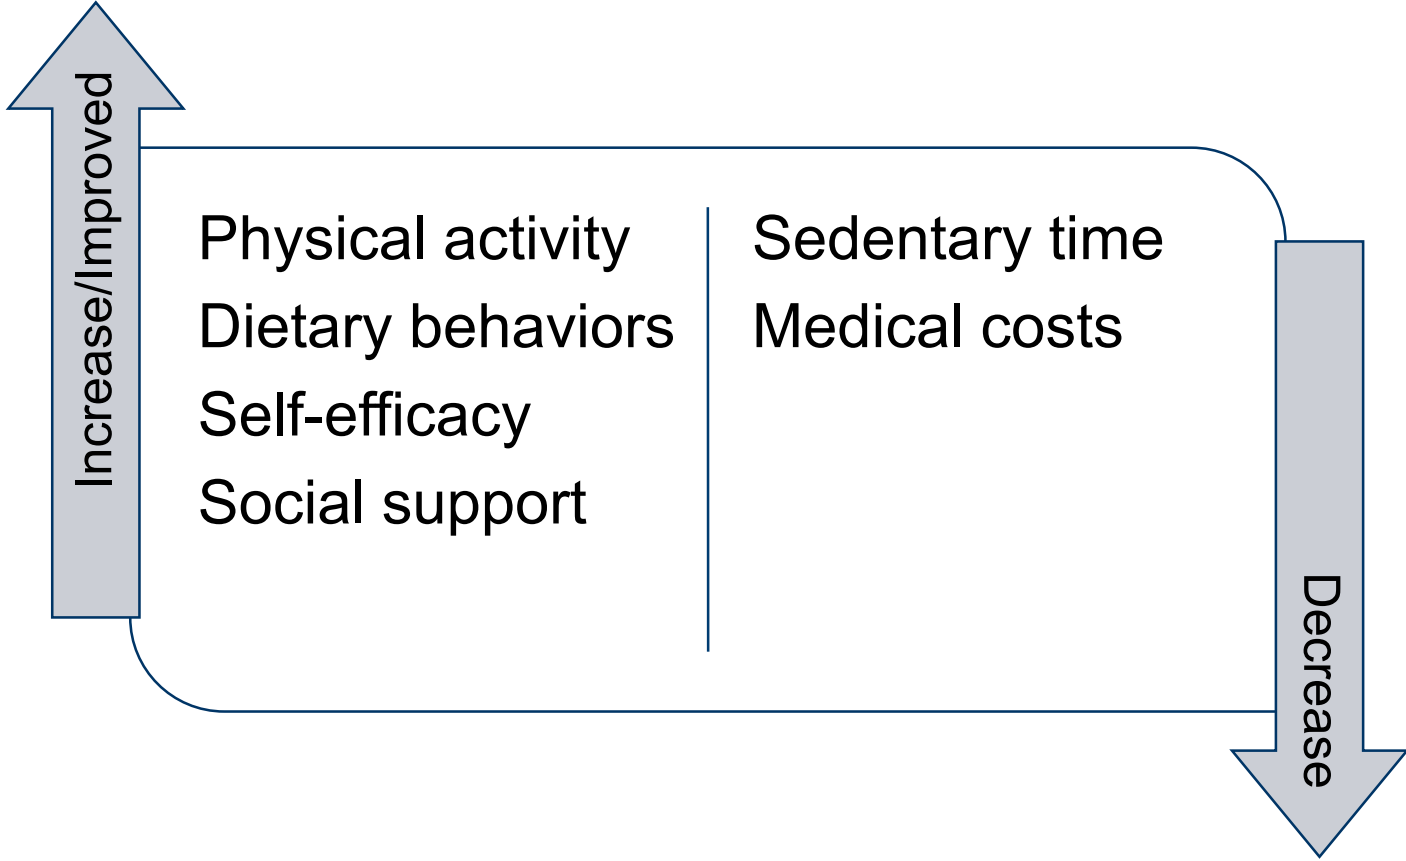 Increase/Improved
Physical activity
Dietary behaviors
Self-efficacy
Social support
Sedentary time
Medical costs
Decrease